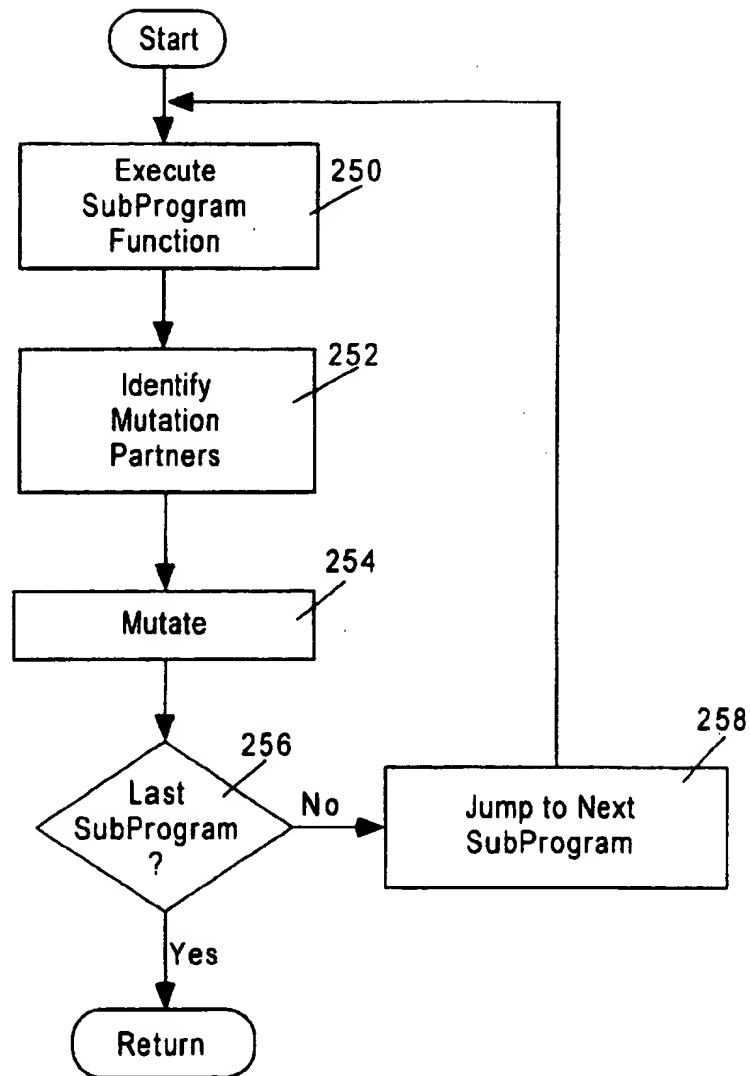 Start
Execute
SubProgram
Function
250
Identify
Mutation
Partners
252
Mutate
254
Last
SubProgram
?
256
No
Jump to Next
SubProgram
258
Yes
Return